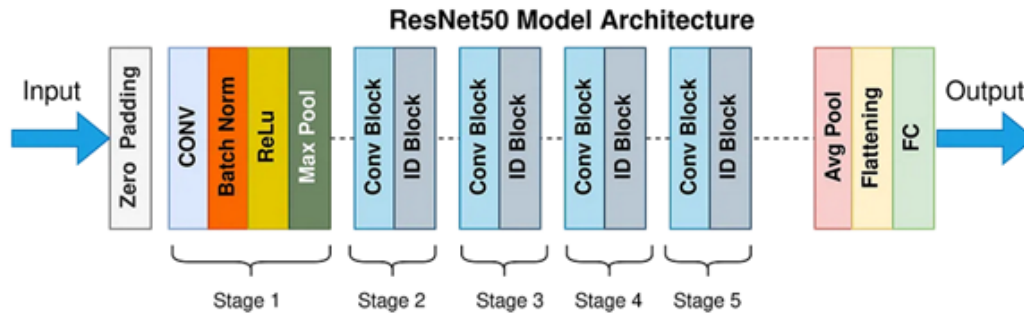 ResNet50 Model Architecture
Input
Zero Padding
CONV
Batch Norm
ReLu
Max Pool
Conv Block
ID Block
Conv Block
ID Block
Conv Block
ID Block
Conv Block
ID Block
Avg Pool
Flattening
FC
Output
Stage 1
Stage 2
Stage 3
Stage 4
Stage 5